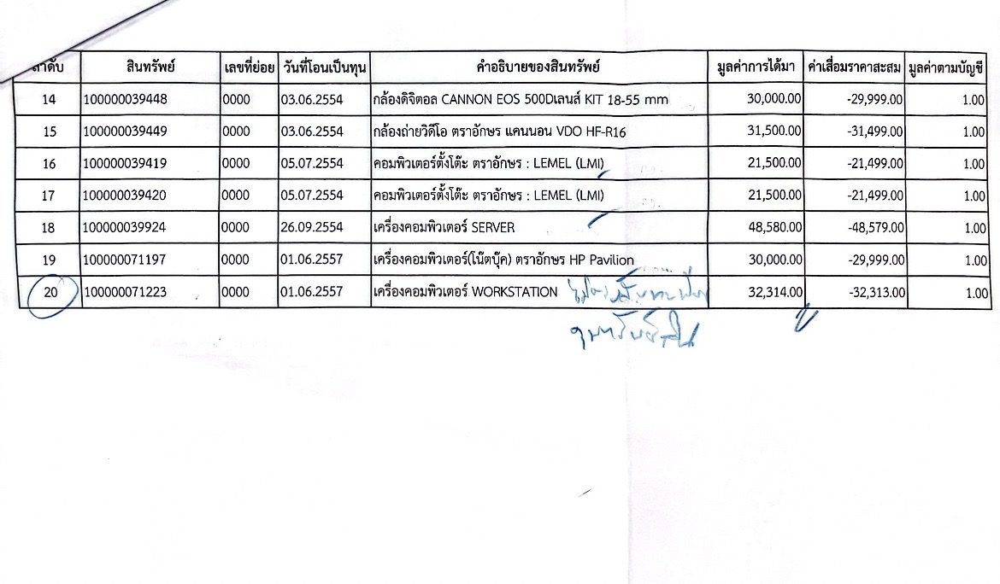 ลำดับ สินทรัพย์ เลขที่ย่อย วันที่โอนเป็นทุน คำอธิบายของสินทรัพย์ มูลค่าการได้มา ค่าเสื่อมราคาสะสม มูลค่าตามบัญชี
14 100000039448 0000 03.06.2554 กล้องดิจิตอล CANNON EOS 500Dเลนส์ KIT 18-55 mm 30,000.00 -29,999.00 1.00
15 100000039449 0000 03.06.2554 กล้องถ่ายวิดีโอ ตราอักษร แคนนอน VDO HF-R16 31,500.00 -31,499.00 1.00
16 100000039419 0000 05.07.2554 คอมพิวเตอร์ตั้งโต๊ะ ตราอักษร : LEMEL (LMI) 21,500.00 -21,499.00 1.00
17 100000039420 0000 05.07.2554 คอมพิวเตอร์ตั้งโต๊ะ ตราอักษร : LEMEL (LMI) 21,500.00 -21,499.00 1.00
18 100000039924 0000 26.09.2554 เครื่องคอมพิวเตอร์ SERVER 48,580.00 -48,579.00 1.00
19 100000071197 0000 01.06.2557 เครื่องคอมพิวเตอร์(โน๊ตบุ๊ค) ตราอักษร HP Pavilion 30,000.00 -29,999.00 1.00
20 100000071223 0000 01.06.2557 เครื่องคอมพิวเตอร์ WORKSTATION 32,314.00 -32,313.00 1.00